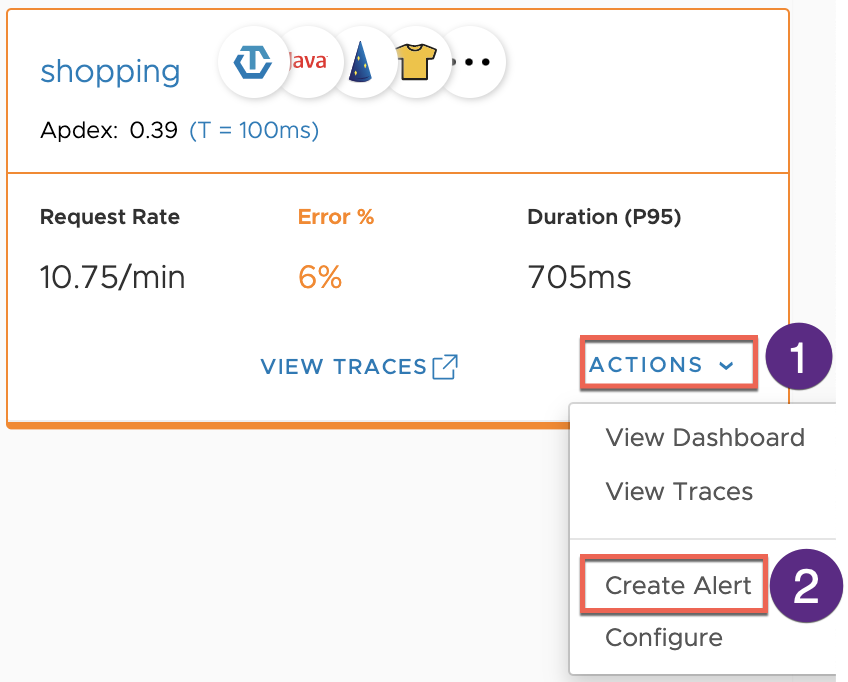 shopping
Java
Apdex: 0.39 (T = 100ms)
Request Rate Error % Duration (P95)
10.75/min 6% 705ms
VIEW TRACES ACTIONS 1
View Dashboard
View Traces
Create Alert 2
Configure